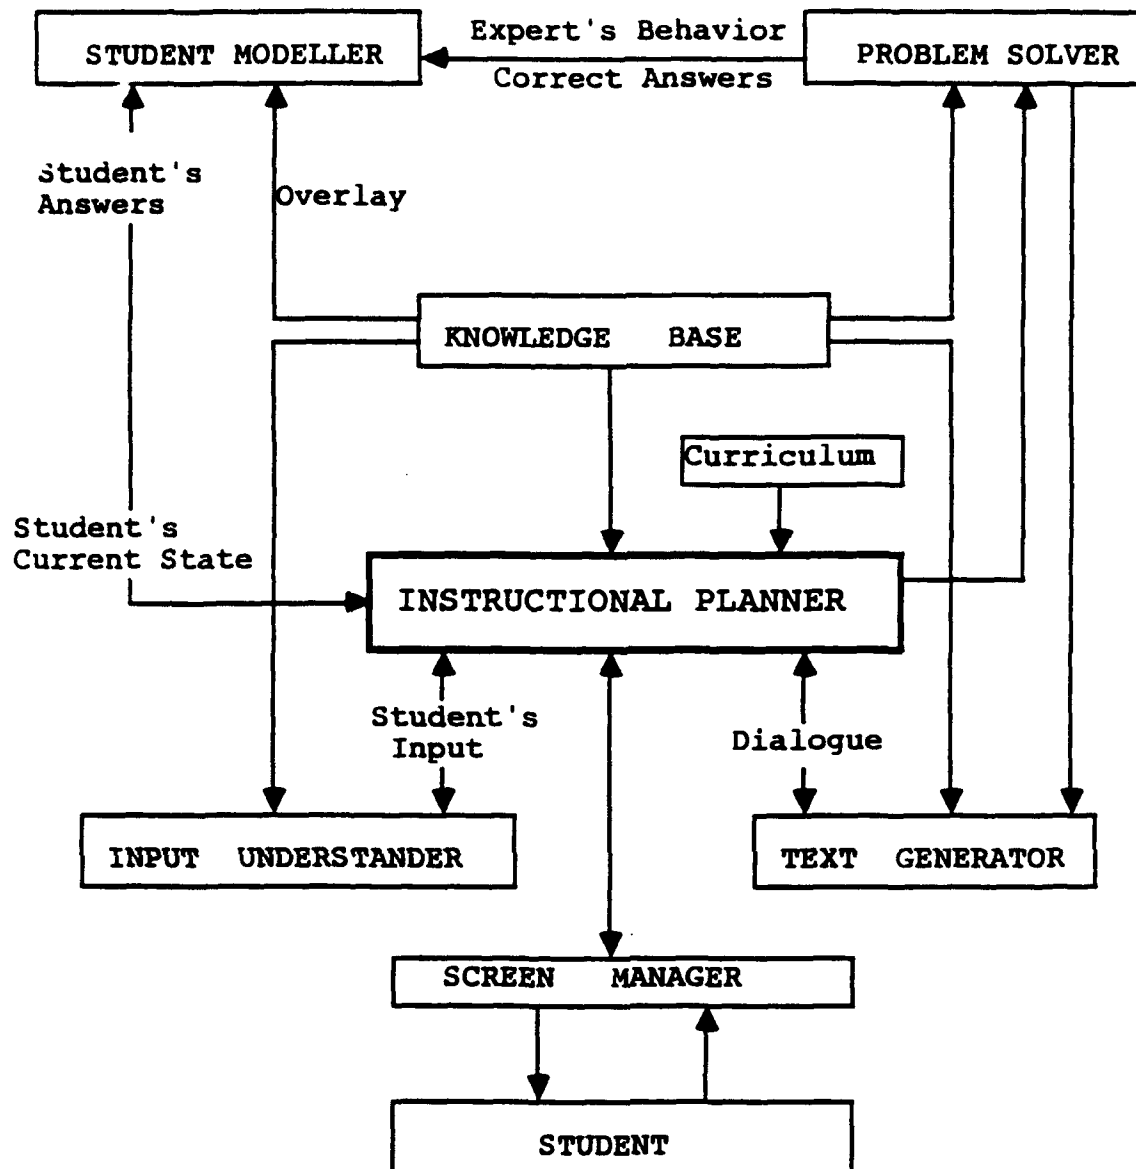 Expert's Behavior
STUDENT MODELLER
PROBLEM SOLVER
Correct Answers
Student's
Answers
Overlay
KNOWLEDGE BASE
Curriculum
Student's
Current State
INSTRUCTIONAL PLANNER
Student's
Input
Dialogue
INPUT UNDERSTANDER
TEXT GENERATOR
SCREEN MANAGER
STUDENT